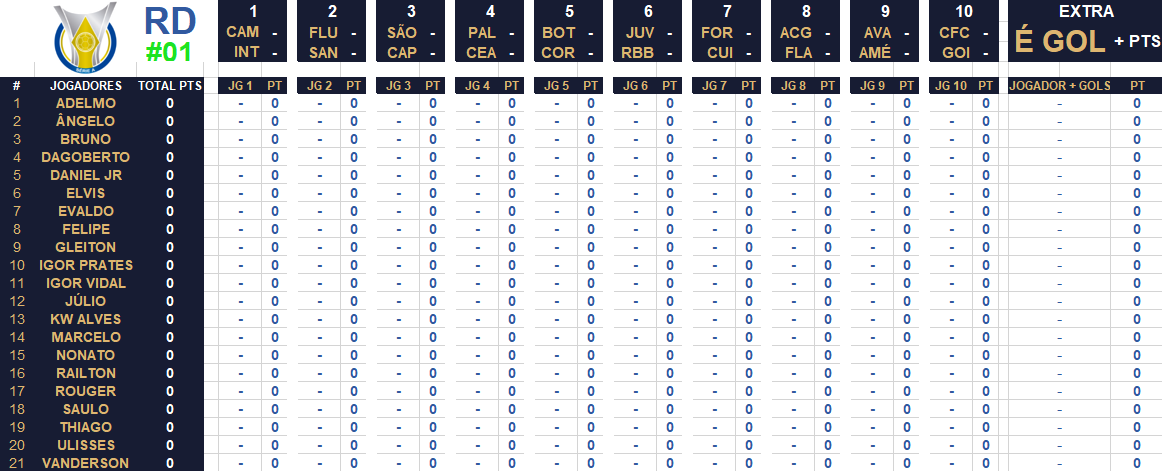 RD
#01
SÉRIE A
1 2 3 4 5 6 7 8 9 10 EXTRA
CAM - FLU - SÃO - PAL - BOT - JUV - FOR - ACG - AVA - CFC - É GOL + PTS
INT - SAN - CAP - CEA - COR - RBB - CUI - FLA - AMÉ - GOI -
# JOGADORES TOTAL PTS JG 1 PT JG 2 PT JG 3 PT JG 4 PT JG 5 PT JG 6 PT JG 7 PT JG 8 PT JG 9 PT JG 10 PT JOGADOR + GOLS PT
1 ADELMO 0 - 0 - 0 - 0 - 0 - 0 - 0 - 0 - 0 - 0 - 0 - 0
2 ÂNGELO 0 - 0 - 0 - 0 - 0 - 0 - 0 - 0 - 0 - 0 - 0 - 0
3 BRUNO 0 - 0 - 0 - 0 - 0 - 0 - 0 - 0 - 0 - 0 - 0 - 0
4 DAGOBERTO 0 - 0 - 0 - 0 - 0 - 0 - 0 - 0 - 0 - 0 - 0 - 0
5 DANIEL JR 0 - 0 - 0 - 0 - 0 - 0 - 0 - 0 - 0 - 0 - 0 - 0
6 ELVIS 0 - 0 - 0 - 0 - 0 - 0 - 0 - 0 - 0 - 0 - 0 - 0
7 EVALDO 0 - 0 - 0 - 0 - 0 - 0 - 0 - 0 - 0 - 0 - 0 - 0
8 FELIPE 0 - 0 - 0 - 0 - 0 - 0 - 0 - 0 - 0 - 0 - 0 - 0
9 GLEITON 0 - 0 - 0 - 0 - 0 - 0 - 0 - 0 - 0 - 0 - 0 - 0
10 IGOR PRATES 0 - 0 - 0 - 0 - 0 - 0 - 0 - 0 - 0 - 0 - 0 - 0
11 IGOR VIDAL 0 - 0 - 0 - 0 - 0 - 0 - 0 - 0 - 0 - 0 - 0 - 0
12 JÚLIO 0 - 0 - 0 - 0 - 0 - 0 - 0 - 0 - 0 - 0 - 0 - 0
13 KW ALVES 0 - 0 - 0 - 0 - 0 - 0 - 0 - 0 - 0 - 0 - 0 - 0
14 MARCELO 0 - 0 - 0 - 0 - 0 - 0 - 0 - 0 - 0 - 0 - 0 - 0
15 NONATO 0 - 0 - 0 - 0 - 0 - 0 - 0 - 0 - 0 - 0 - 0 - 0
16 RAILTON 0 - 0 - 0 - 0 - 0 - 0 - 0 - 0 - 0 - 0 - 0 - 0
17 ROUGER 0 - 0 - 0 - 0 - 0 - 0 - 0 - 0 - 0 - 0 - 0 - 0
18 SAULO 0 - 0 - 0 - 0 - 0 - 0 - 0 - 0 - 0 - 0 - 0 - 0
19 THIAGO 0 - 0 - 0 - 0 - 0 - 0 - 0 - 0 - 0 - 0 - 0 - 0
20 ULISSES 0 - 0 - 0 - 0 - 0 - 0 - 0 - 0 - 0 - 0 - 0 - 0
21 VANDERSON 0 - 0 - 0 - 0 - 0 - 0 - 0 - 0 - 0 - 0 - 0 - 0